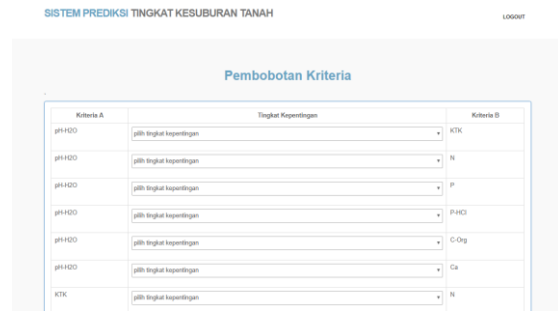 SISTEM PREDIKSI TINGKAT KESUBURAN TANAH LOGOUT
Pembobotan Kriteria
Kriteria A Tingkat Kepentingan Kriteria B
pH-H2O pilih tingkat kepentingan KTK
pH-H2O pilih tingkat kepentingan N
pH-H2O pilih tingkat kepentingan P
pH-H2O pilih tingkat kepentingan P-HCl
pH-H2O pilih tingkat kepentingan C-Org
pH-H2O pilih tingkat kepentingan Ca
KTK pilih tingkat kepentingan N